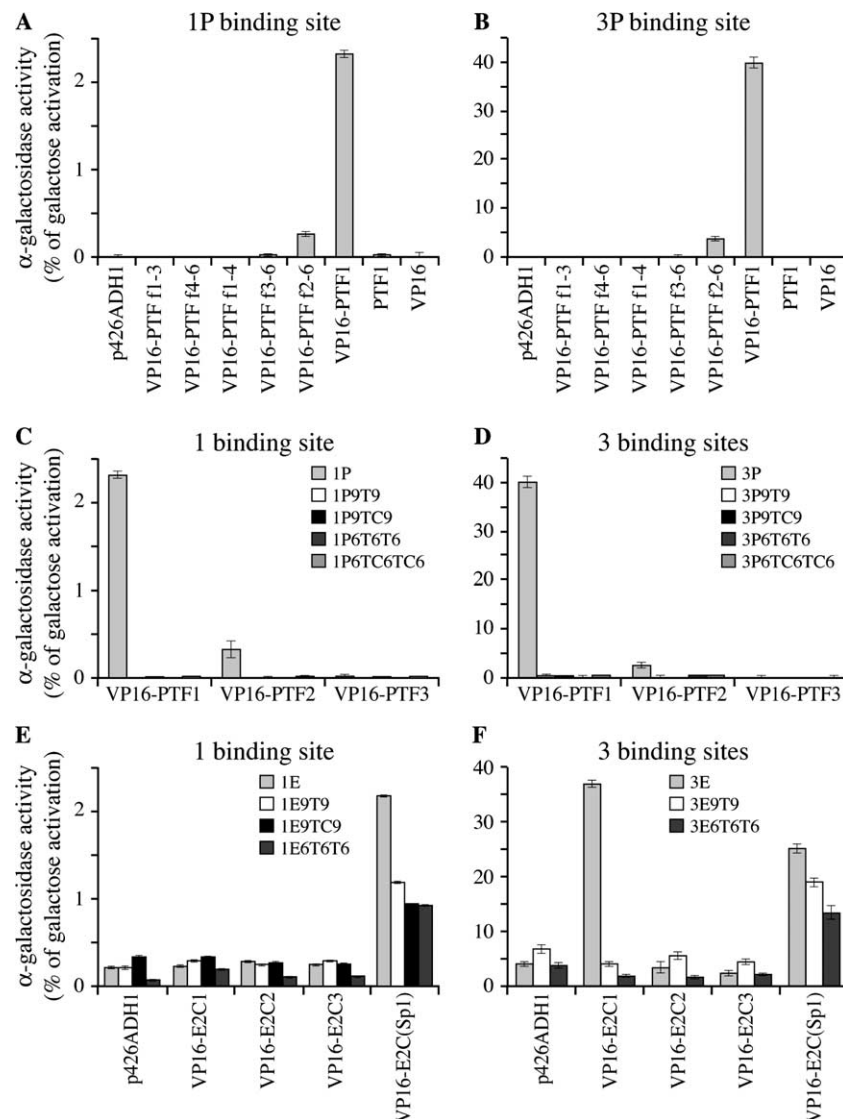 A
1P binding site
α-galactosidase activity
(% of galactose activation)
2
1
0
p426ADH1
VP16-PTF f1-3
VP16-PTF f4-6
VP16-PTF f1-4
VP16-PTF f3-6
VP16-PTF f2-6
VP16-PTF1
PTF1
VP16
B
3P binding site
40
30
20
10
0
p426ADH1
VP16-PTF f1-3
VP16-PTF f4-6
VP16-PTF f1-4
VP16-PTF f3-6
VP16-PTF f2-6
VP16-PTF1
PTF1
VP16
C
1 binding site
α-galactosidase activity
(% of galactose activation)
2
1
0
1P
1P9T9
1P9TC9
1P6T6T6
1P6TC6TC6
VP16-PTF1
VP16-PTF2
VP16-PTF3
D
3 binding sites
40
30
20
10
0
3P
3P9T9
3P9TC9
3P6T6T6
3P6TC6TC6
VP16-PTF1
VP16-PTF2
VP16-PTF3
E
1 binding site
α-galactosidase activity
(% of galactose activation)
2
1
0
1E
1E9T9
1E9TC9
1E6T6T6
p426ADH1
VP16-E2C1
VP16-E2C2
VP16-E2C3
VP16-E2C(Sp1)
F
3 binding sites
40
30
20
10
0
3E
3E9T9
3E6T6T6
p426ADH1
VP16-E2C1
VP16-E2C2
VP16-E2C3
VP16-E2C(Sp1)